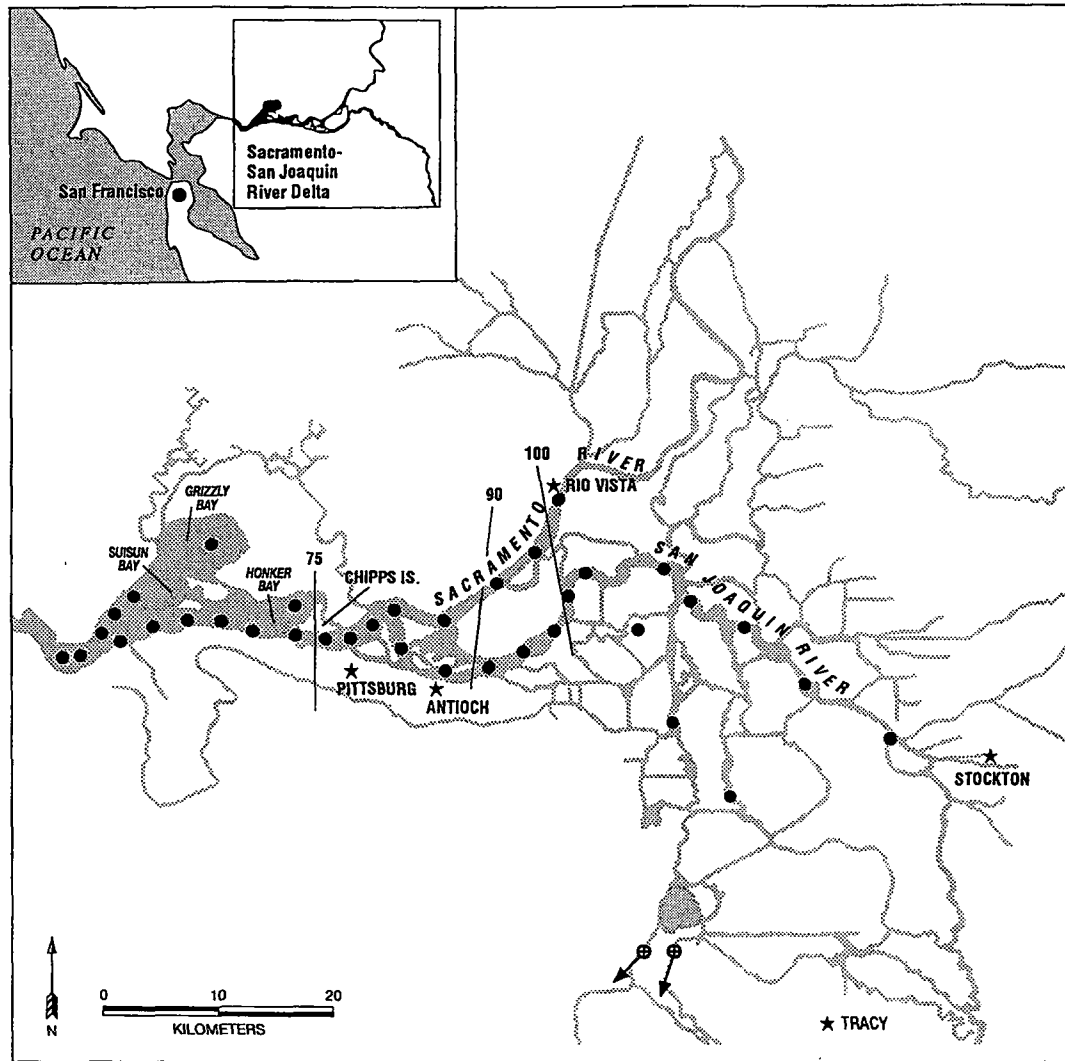 Sacramento-
San Joaquin
River Delta
San Francisco
PACIFIC
OCEAN
100
RIVER
RIO VISTA
90
SACRAMENTO
GRIZZLY
BAY
SUISUN
BAY
HONKER
BAY
75
CHIPPS IS.
SAN JOAQUIN RIVER
PITTSBURG
ANTIOCH
STOCKTON
0 10 20
KILOMETERS
N
TRACY